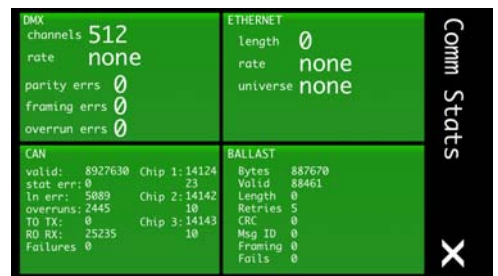 DMX
channels 512
rate none
parity errs 0
framing errs 0
overrun errs 0
ETHERNET
length 0
rate none
universe none
CAN
valid: 8927630 Chip 1:14124
stat err: 0 23
ln err: 5089 Chip 2:14142
overruns: 2445 10
TO TX: 0 Chip 3:14143
RO RX: 25235 10
Failures 0
BALLAST
Bytes 887670
Valid 88461
Length 0
Retries 5
CRC 0
Msg ID 0
Framing 0
Fails 0
Comm Stats
X